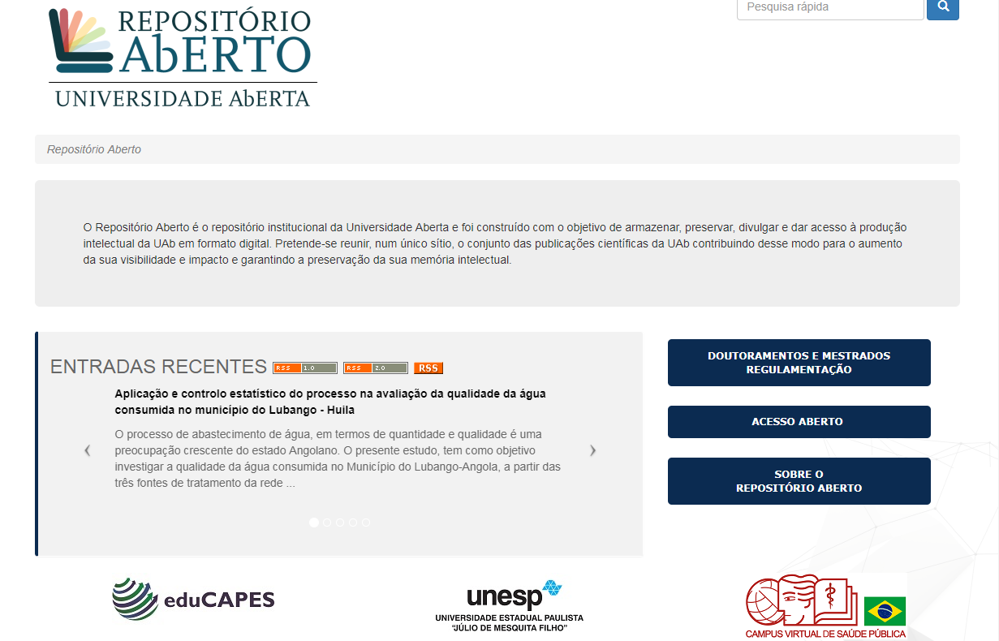 REPOSITÓRIO
AbERTO
UNIVERSIDADE AbERTA
Pesquisa rápida
Repositório Aberto
O Repositório Aberto é o repositório institucional da Universidade Aberta e foi construído com o objetivo de armazenar, preservar, divulgar e dar acesso à produção
intelectual da UAb em formato digital. Pretende-se reunir, num único sítio, o conjunto das publicações científicas da UAb contribuindo desse modo para o aumento
da sua visibilidade e impacto e garantindo a preservação da sua memória intelectual.
ENTRADAS RECENTES RSS 1.0 RSS 2.0 RSS
Aplicação e controlo estatístico do processo na avaliação da qualidade da água
consumida no município do Lubango - Huila
O processo de abastecimento de água, em termos de quantidade e qualidade é uma
preocupação crescente do estado Angolano. O presente estudo, tem como objetivo
investigar a qualidade da água consumida no Município do Lubango-Angola, a partir das
três fontes de tratamento da rede ...
DOUTORAMENTOS E MESTRADOS
REGULAMENTAÇÃO
ACESSO ABERTO
SOBRE O
REPOSITÓRIO ABERTO
eduCAPES
unesp
UNIVERSIDADE ESTADUAL PAULISTA
“JÚLIO DE MESQUITA FILHO”
CAMPUS VIRTUAL DE SAÚDE PÚBLICA